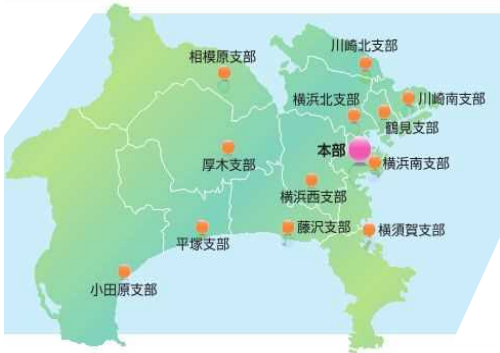 川崎北支部
相模原支部
横浜北支部
川崎南支部
鶴見支部
本部
横浜南支部
厚木支部
横浜西支部
藤沢支部
横須賀支部
平塚支部
小田原支部